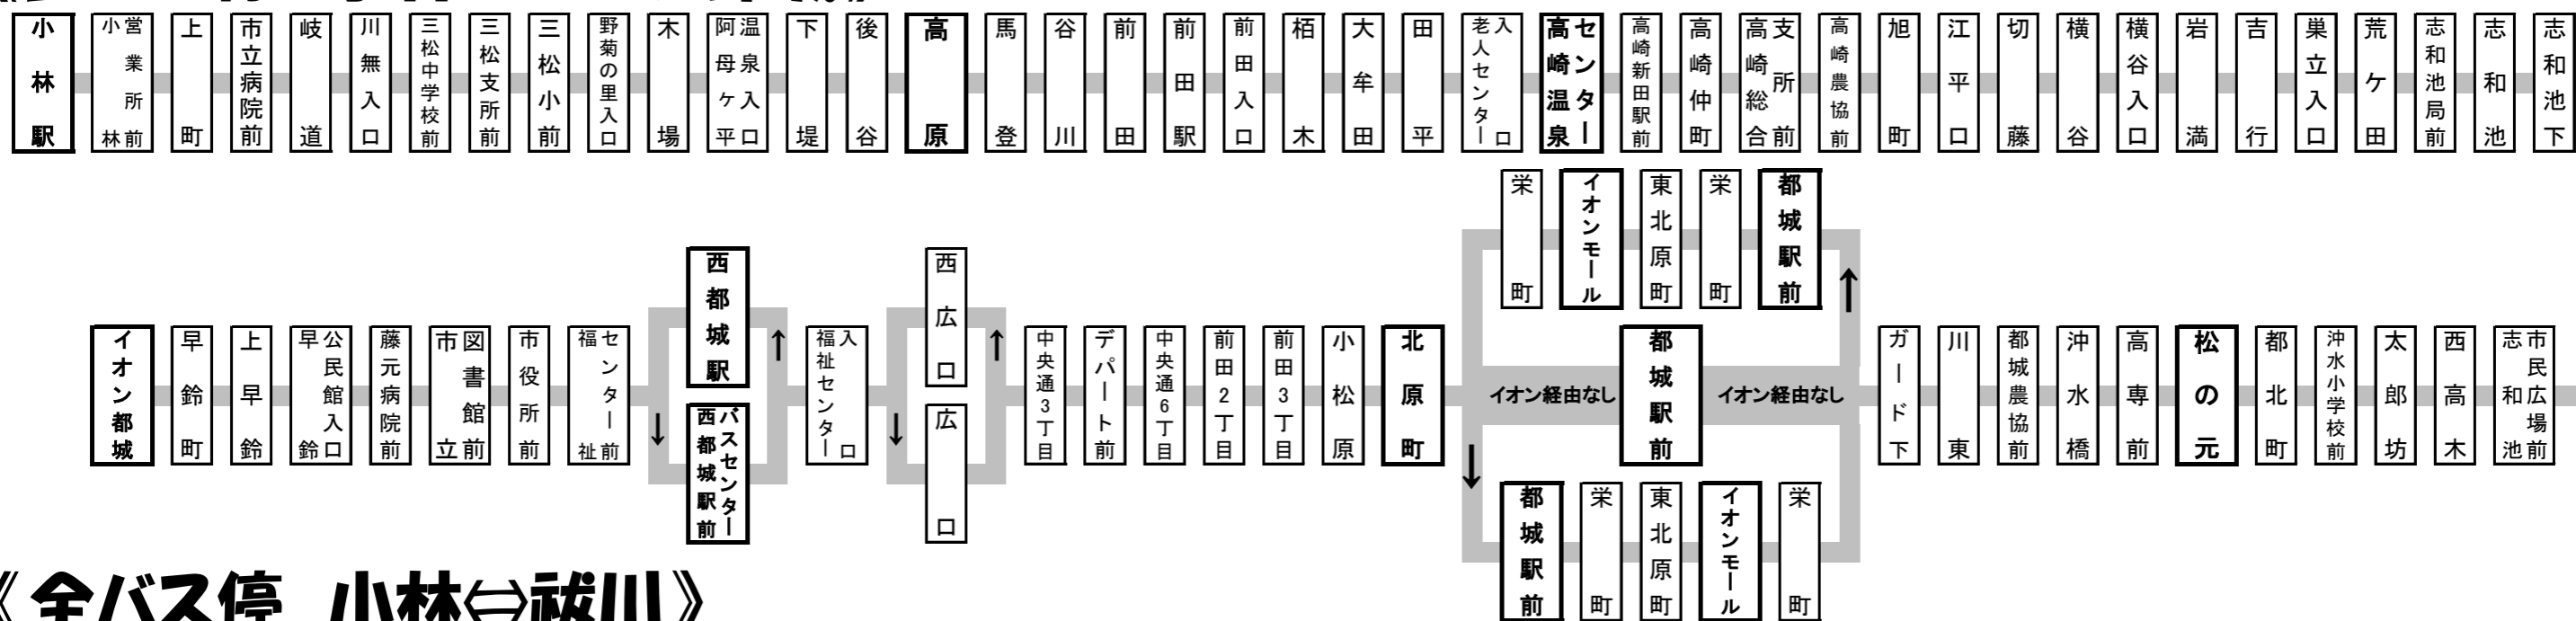 小林駅
小林営業所前
上町
市立病院前
岐道
川無入口
三松中学校前
三松支所前
三松小前
野菊の里入口
木場
阿母ケ平温泉入口
下堤
後谷
高原
馬登
谷川
前田
前田駅
前田入口
栢木
大牟田
田平
老人センター入口
高崎温泉センター
高崎新田駅前
高崎仲町
高崎総合支所前
高崎農協前
旭町
江平口
切藤
横谷
横谷入口
岩満
吉行
巣立入口
荒ケ田
志和池局前
志和池
志和池下
栄町
イオンモール
東北原町
栄町
都城駅前
イオン都城
早鈴町
上早鈴
早鈴公民館入口
藤元病院前
市立図書館前
市役所前
福祉センター前
西都城駅
↑
↓
西都城駅前バスセンター
福祉センター入口
西広口
↑
↓
広口
中央通3丁目
デパート前
中央通6丁目
前田2丁目
前田3丁目
小松原
北原町
イオン経由なし
都城駅前
イオン経由なし
↑
↓
ガード下
川東
都城農協前
沖水橋
高専前
松の元
都北町
沖水小学校前
太郎坊
西高木
志和池市民広場前
都城駅前
栄町
東北原町
イオンモール
栄町
《全バス停 小林⇔祓川》